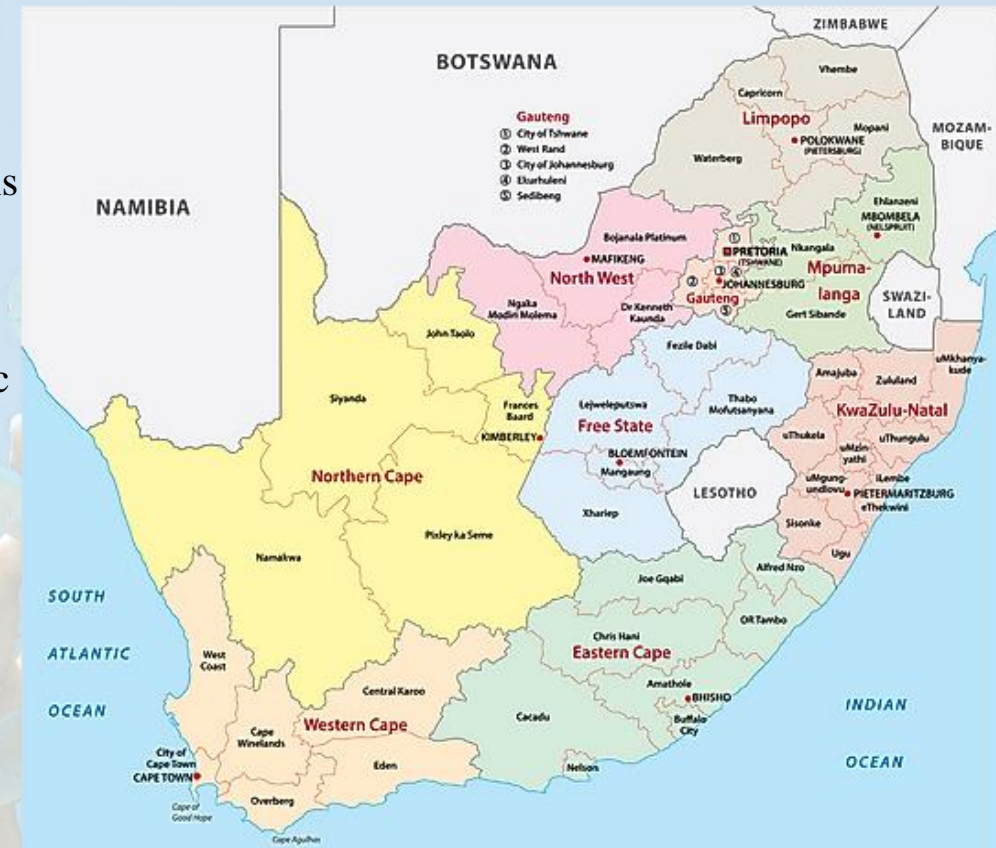 ZIMBABWE
BOTSWANA
Vhembe
Capricorn
Limpopo
Mopani
POLOKWANE
(PIETERSBURG)
Waterberg
MOZAM-
BIQUE
Gauteng
① City of Tshwane
② West Rand
③ City of Johannesburg
④ Ekurhuleni
⑤ Sedibeng
NAMIBIA
Ehlanzeni
MBOMBELA
(NELSPRUIT)
Bojanala Platinum
MAFIKENG
North West
Ngaka
Modiri Molema
Dr Kenneth
Kaunda
①
PRETORIA
(TSHWANE)
② ③ ④
JOHANNESBURG
Gauteng
⑤
Nkangala
Mpuma-
langa
Gert Sibande
SWAZI-
LAND
John Taolo
Fezile Dabi
uMkhanya-
kude
Amajuba
Zululand
Siyanda
Frances
Baard
KIMBERLEY
Lejweleputswa
Free State
Thabo
Mofutsanyana
KwaZulu-Natal
uThukela
uMzin
yathi
uThungulu
BLOEMFONTEIN
Mangaung
Northern Cape
LESOTHO
uMgung-
undlovu
iLembe
PIETERMARITZBURG
eThekwini
Xhariep
Sisonke
Ugu
Pixley ka Seme
Namakwa
Joe Gqabi
Alfred Nzo
OR Tambo
SOUTH
ATLANTIC
OCEAN
West
Coast
Chris Hani
Eastern Cape
Central Karoo
Amathole
BHISHO
INDIAN
OCEAN
Western Cape
Cacadu
Buffalo
City
Cape
Winelands
City of
Cape Town
CAPE TOWN
Eden
Nelson
Overberg
Cape of
Good Hope
Cape Agulhas